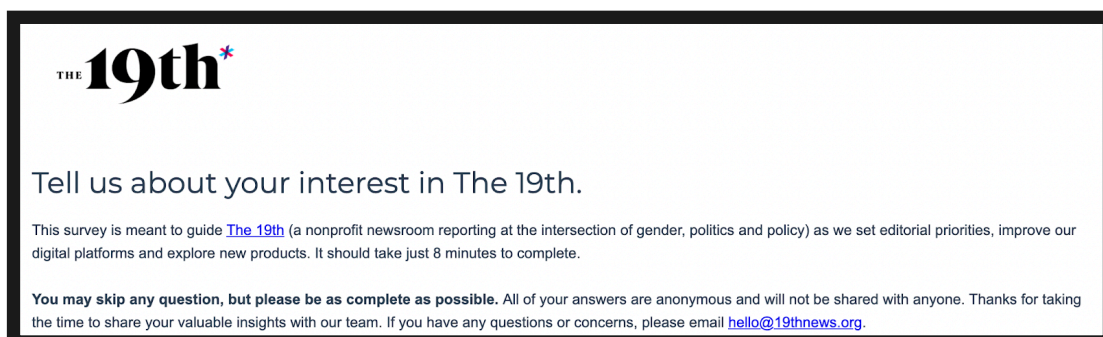 THE 19th*
Tell us about your interest in The 19th.
This survey is meant to guide The 19th (a nonprofit newsroom reporting at the intersection of gender, politics and policy) as we set editorial priorities, improve our
digital platforms and explore new products. It should take just 8 minutes to complete.
You may skip any question, but please be as complete as possible. All of your answers are anonymous and will not be shared with anyone. Thanks for taking
the time to share your valuable insights with our team. If you have any questions or concerns, please email hello@19thnews.org.